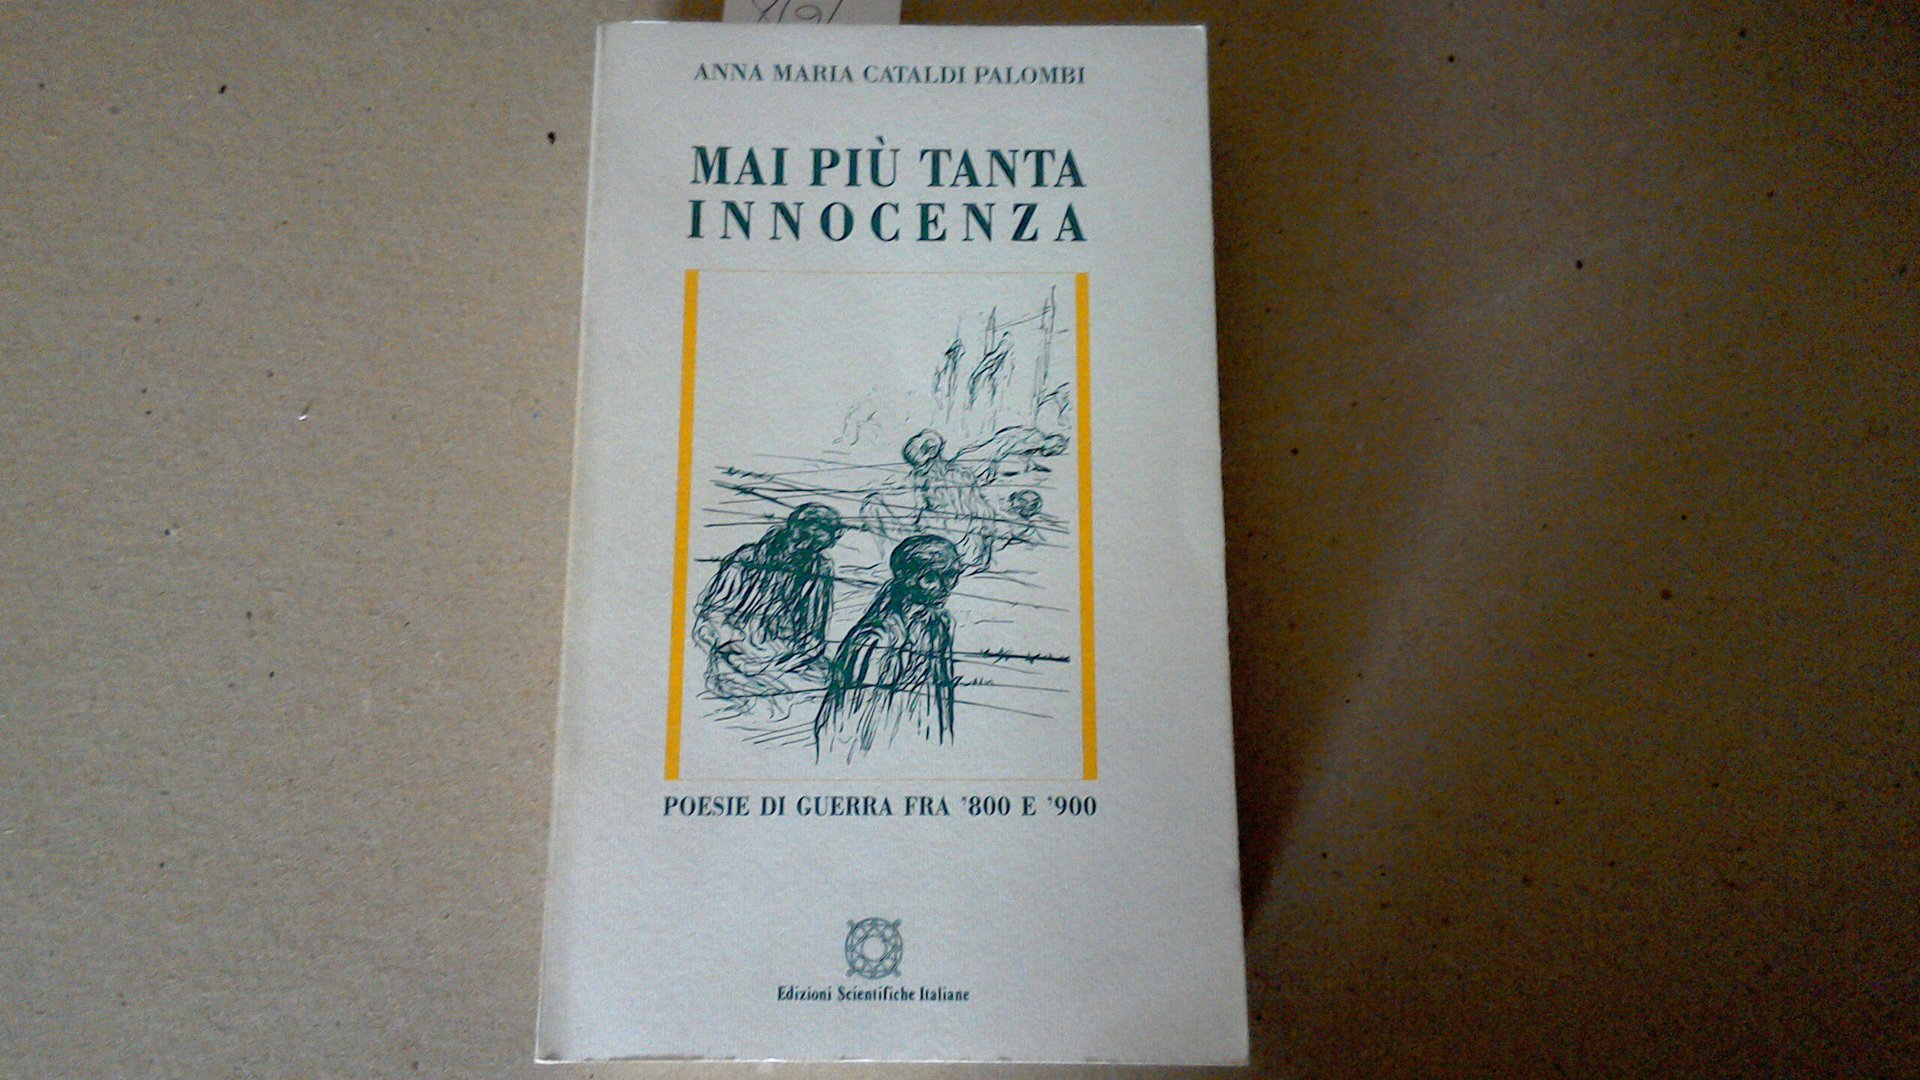 ANNA MARIA CATALDI PALOMBI
MAI PIÙ TANTA
INNOCENZA
POESIE DI GUERRA FRA '800 E '900
Edizioni Scientifiche Italiane